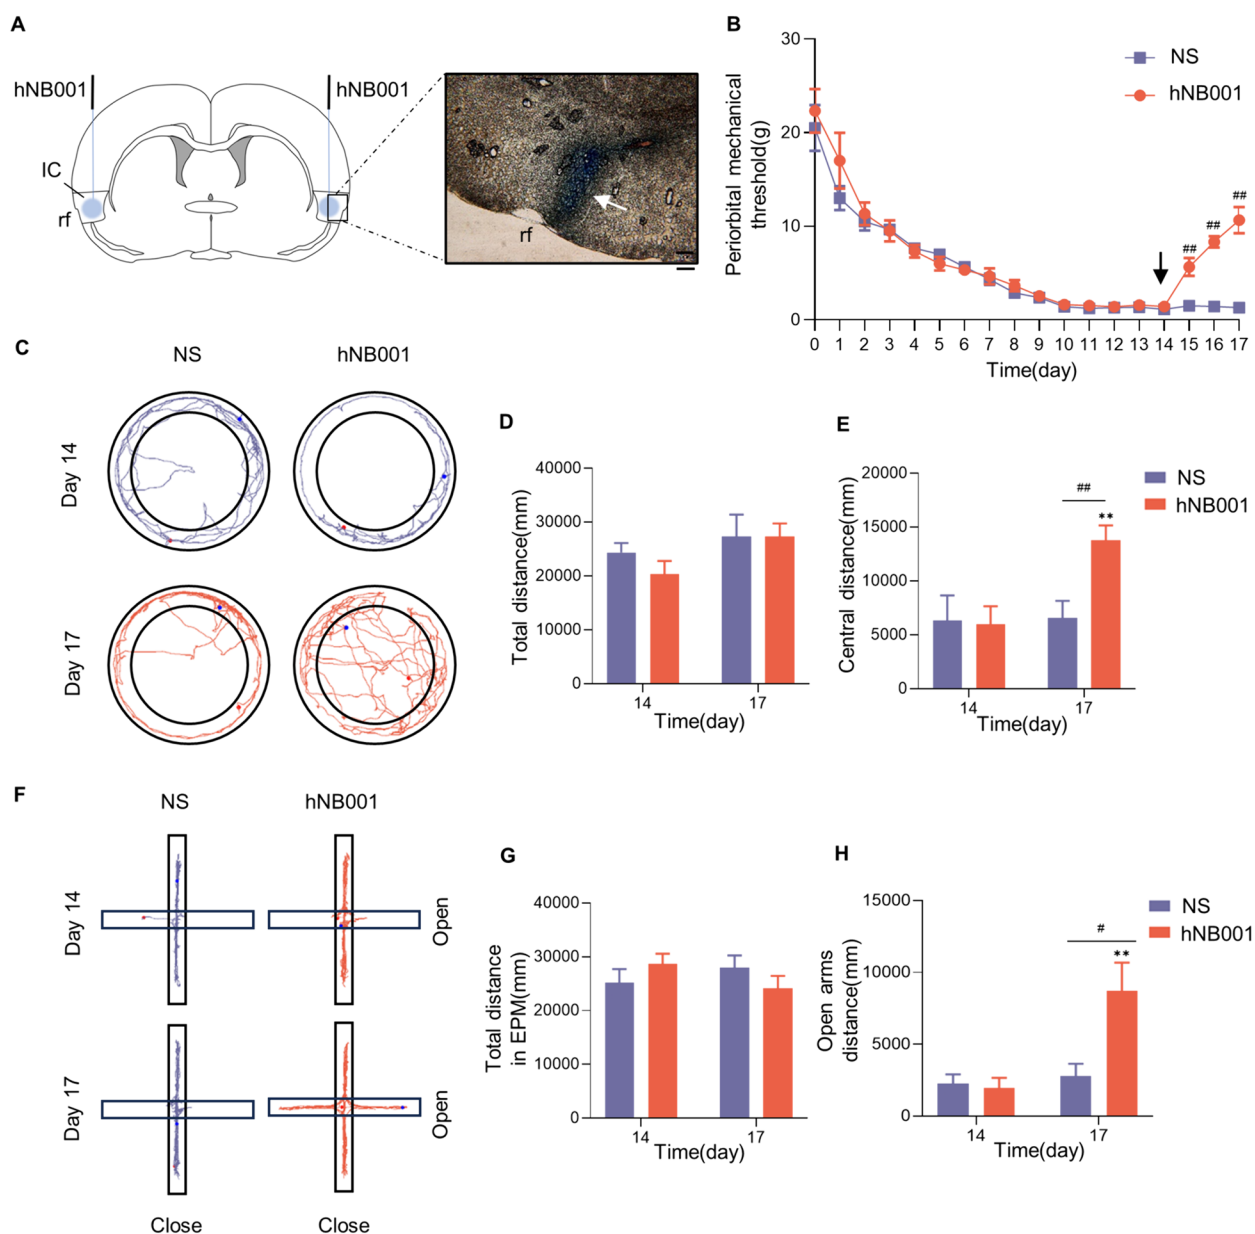 A
hNB001
hNB001
IC
rf
rf
B
Periorbital mechanical
threshold(g)
30
20
10
0
NS
hNB001
##
##
##
0 1 2 3 4 5 6 7 8 9 10 11 12 13 14 15 16 17
Time(day)
C
NS hNB001
Day 14
Day 17
D
Total distance(mm)
40000
30000
20000
10000
0
14 17
Time(day)
E
Central distance(mm)
20000
15000
10000
5000
0
##
**
NS
hNB001
14 17
Time(day)
F
NS hNB001
Day 14
Open
Day 17
Open
Close Close
G
Total distance
in EPM(mm)
40000
30000
20000
10000
0
14 17
Time(day)
H
Open arms
distance(mm)
15000
10000
5000
0
#
**
NS
hNB001
14 17
Time(day)